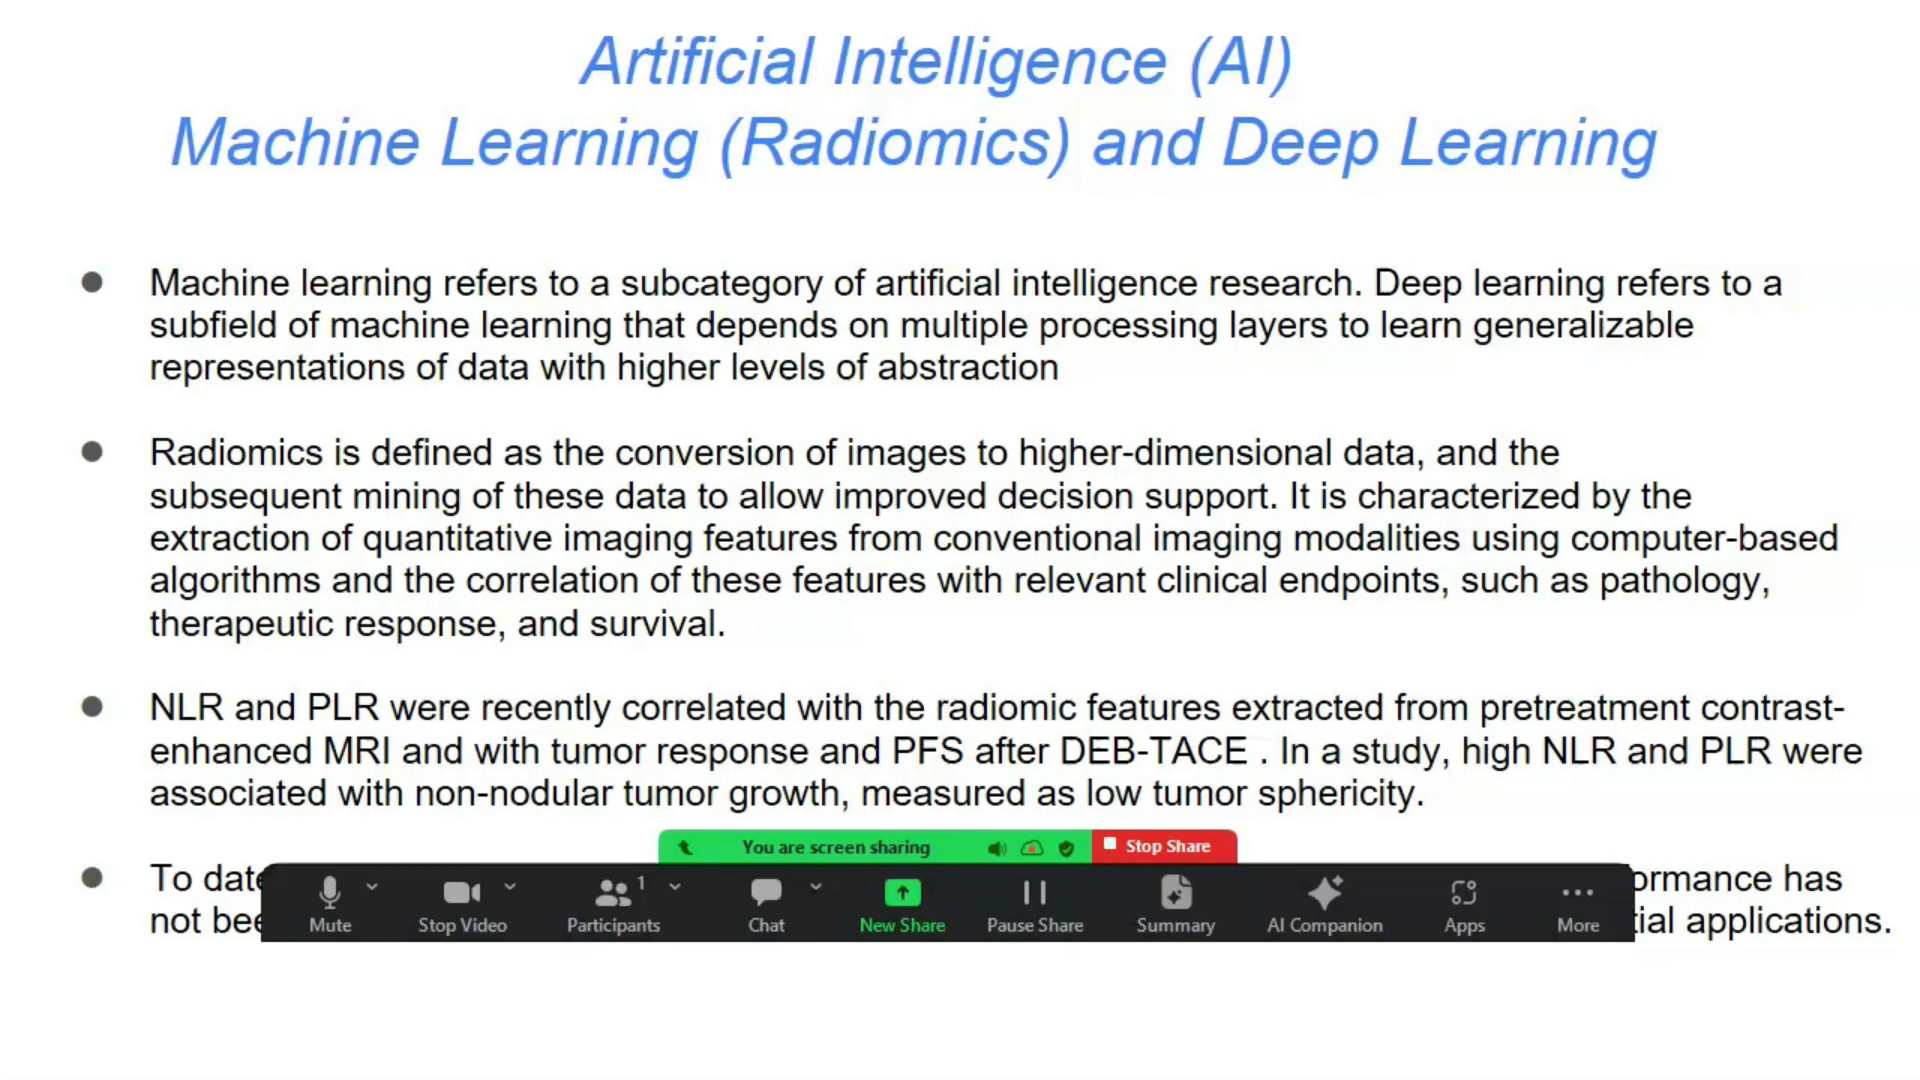 Artificial Intelligence (AI)
Machine Learning (Radiomics) and Deep Learning
● Machine learning refers to a subcategory of artificial intelligence research. Deep learning refers to a
subfield of machine learning that depends on multiple processing layers to learn generalizable
representations of data with higher levels of abstraction
● Radiomics is defined as the conversion of images to higher-dimensional data, and the
subsequent mining of these data to allow improved decision support. It is characterized by the
extraction of quantitative imaging features from conventional imaging modalities using computer-based
algorithms and the correlation of these features with relevant clinical endpoints, such as pathology,
therapeutic response, and survival.
● NLR and PLR were recently correlated with the radiomic features extracted from pretreatment contrast-
enhanced MRI and with tumor response and PFS after DEB-TACE . In a study, high NLR and PLR were
associated with non-nodular tumor growth, measured as low tumor sphericity.
You are screen sharing Stop Share
● To date has
not applications.
1
Mute Stop Video Participants Chat New Share Pause Share Summary AI Companion Apps More